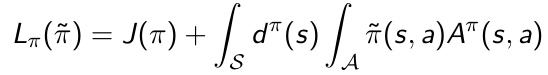 L_π(π̃) = J(π) + ∫_𝒮 d^π(s) ∫_𝒜 π̃(s, a)A^π(s, a)